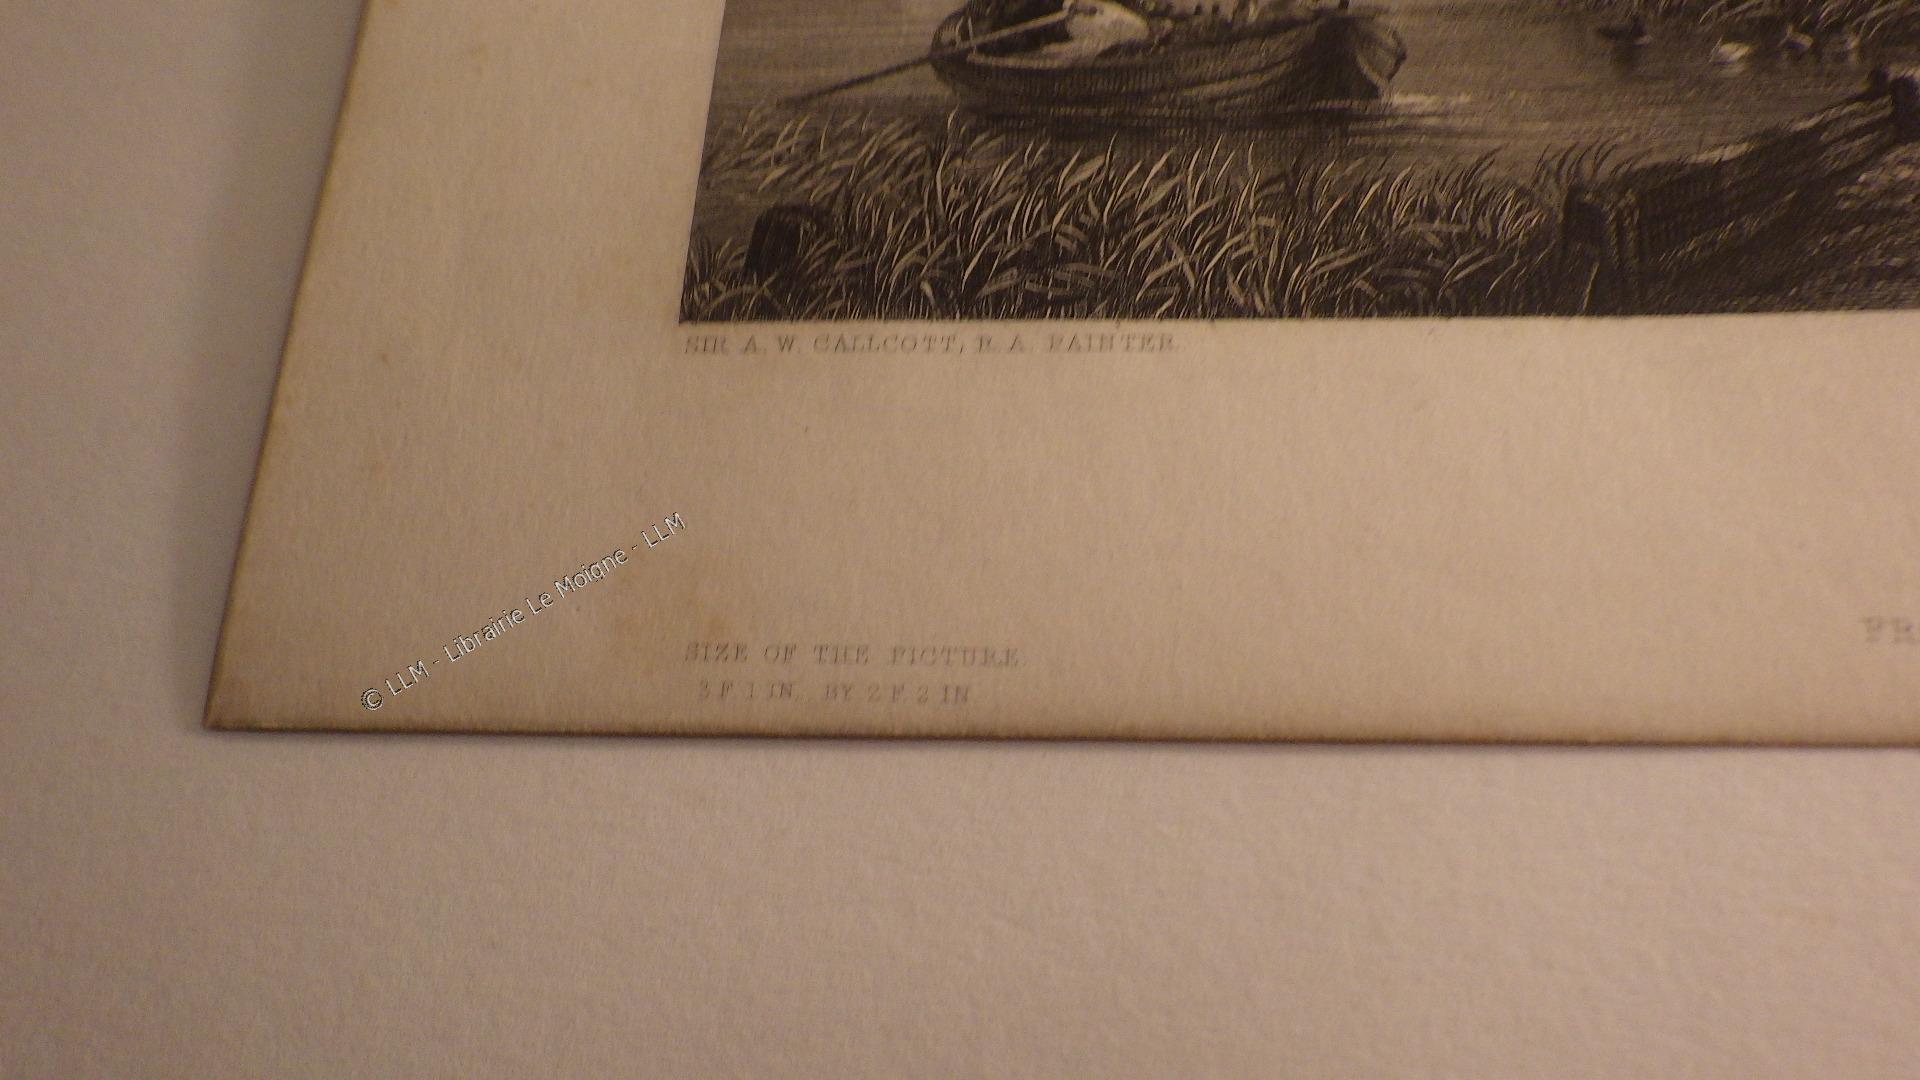 SIR A. W. CALLCOTT, R. A. PAINTER.
FR
© LLM - Librairie Le Moigne - LLM
SIZE OF THE PICTURE
3 F 1 IN. BY 2 F 2 IN